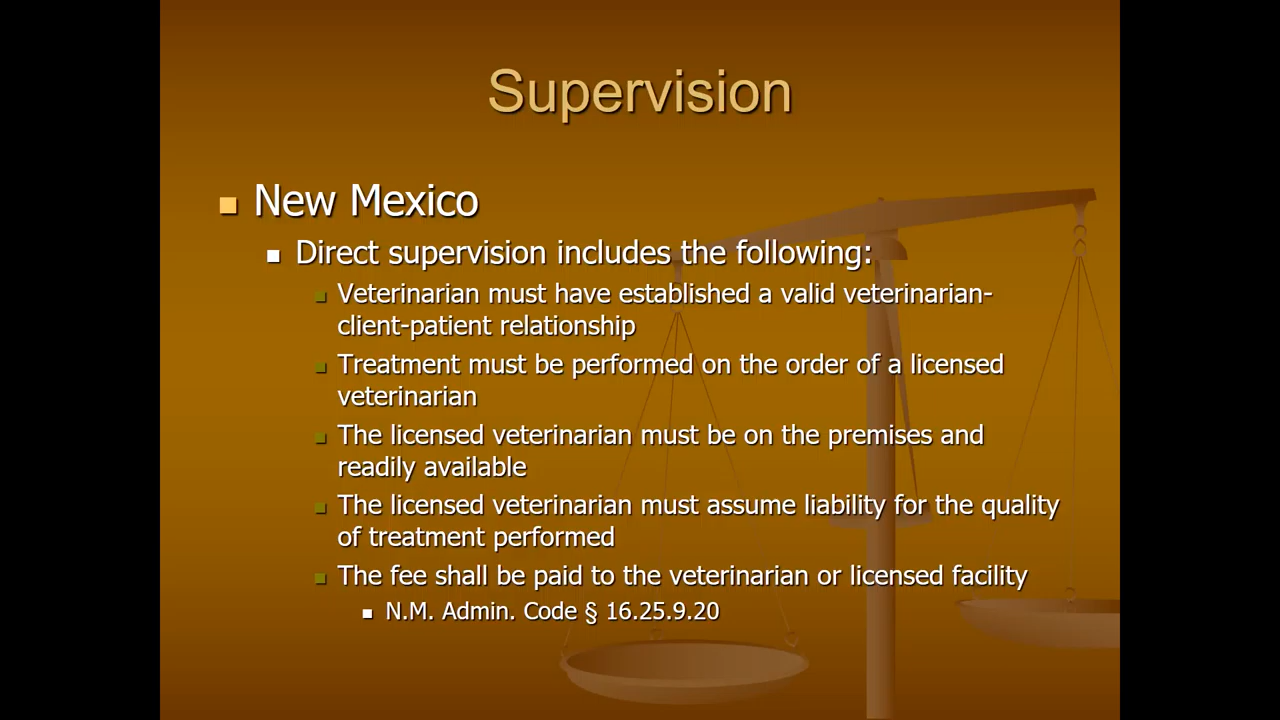 Supervision
New Mexico
Direct supervision includes the following:
Veterinarian must have established a valid veterinarian-
client-patient relationship
Treatment must be performed on the order of a licensed
veterinarian
The licensed veterinarian must be on the premises and
readily available
The licensed veterinarian must assume liability for the quality
of treatment performed
The fee shall be paid to the veterinarian or licensed facility
N.M. Admin. Code § 16.25.9.20